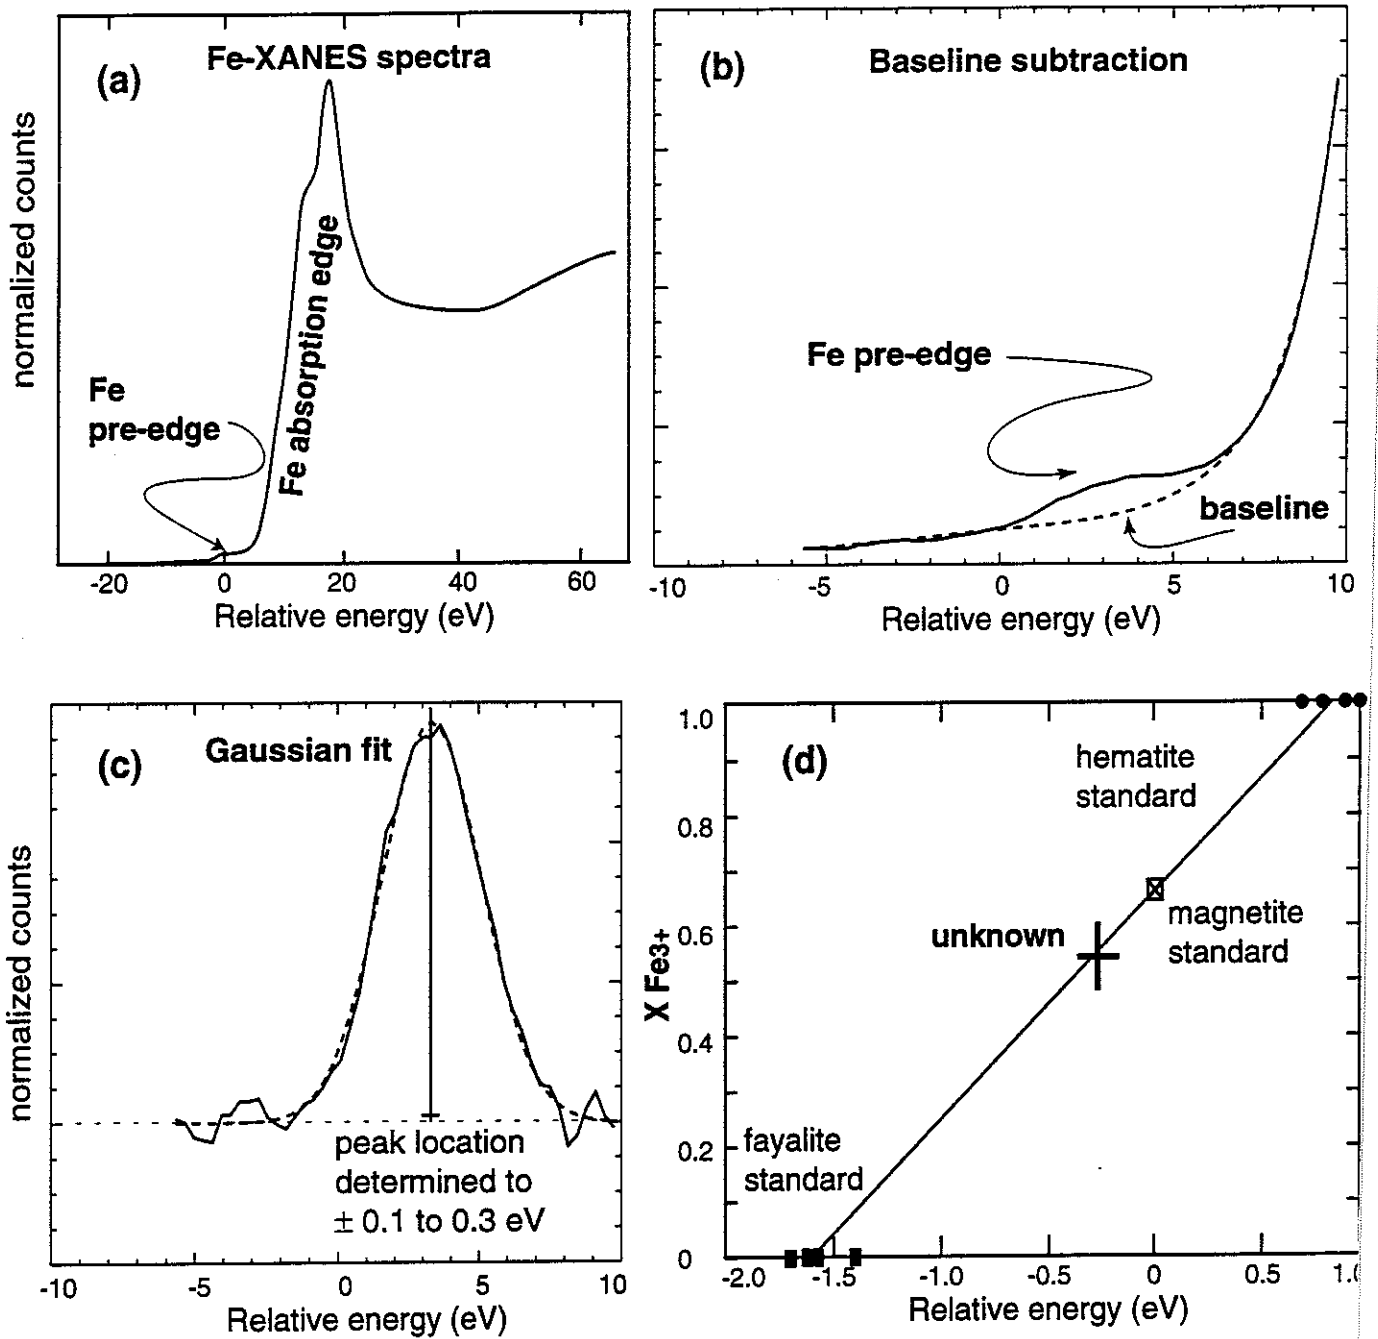 (a)
Fe-XANES spectra
normalized counts
Fe
pre-edge
Fe absorption edge
-20
0
20
40
60
Relative energy (eV)
(b)
Baseline subtraction
Fe pre-edge
baseline
-10
-5
0
5
10
Relative energy (eV)
(c)
Gaussian fit
normalized counts
peak location
determined to
± 0.1 to 0.3 eV
-10
-5
0
5
10
Relative energy (eV)
(d)
X Fe3+
1.0
0.8
0.6
0.4
0.2
0
hematite
standard
magnetite
standard
unknown
fayalite
standard
-2.0
-1.5
-1.0
-0.5
0
0.5
1.0
Relative energy (eV)